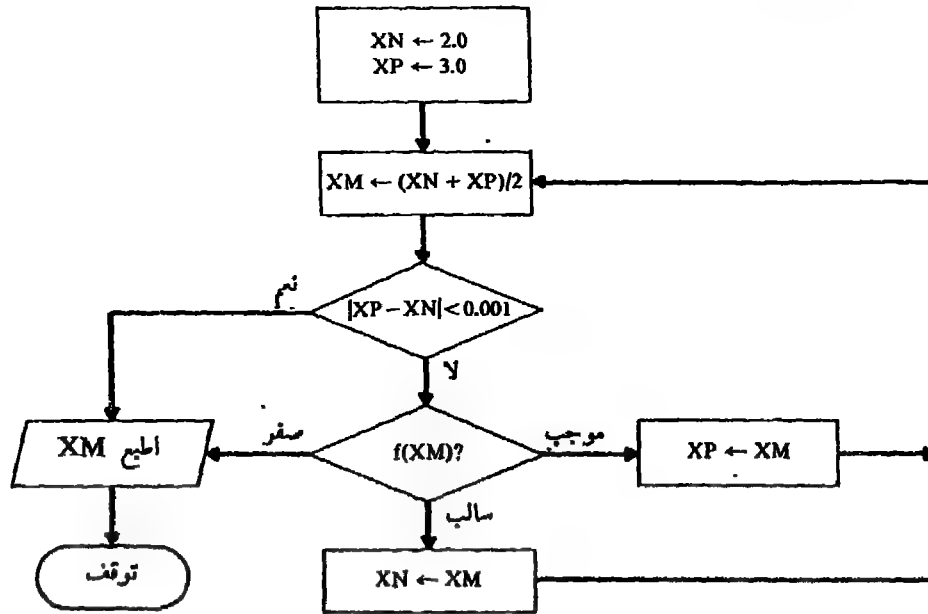 XN ← 2.0
XP ← 3.0
XM ← (XN + XP)/2
|XP – XN| < 0.001
نعم
لا
f(XM)?
صفر
موجب
سالب
اطبع XM
XP ← XM
توقف
XN ← XM